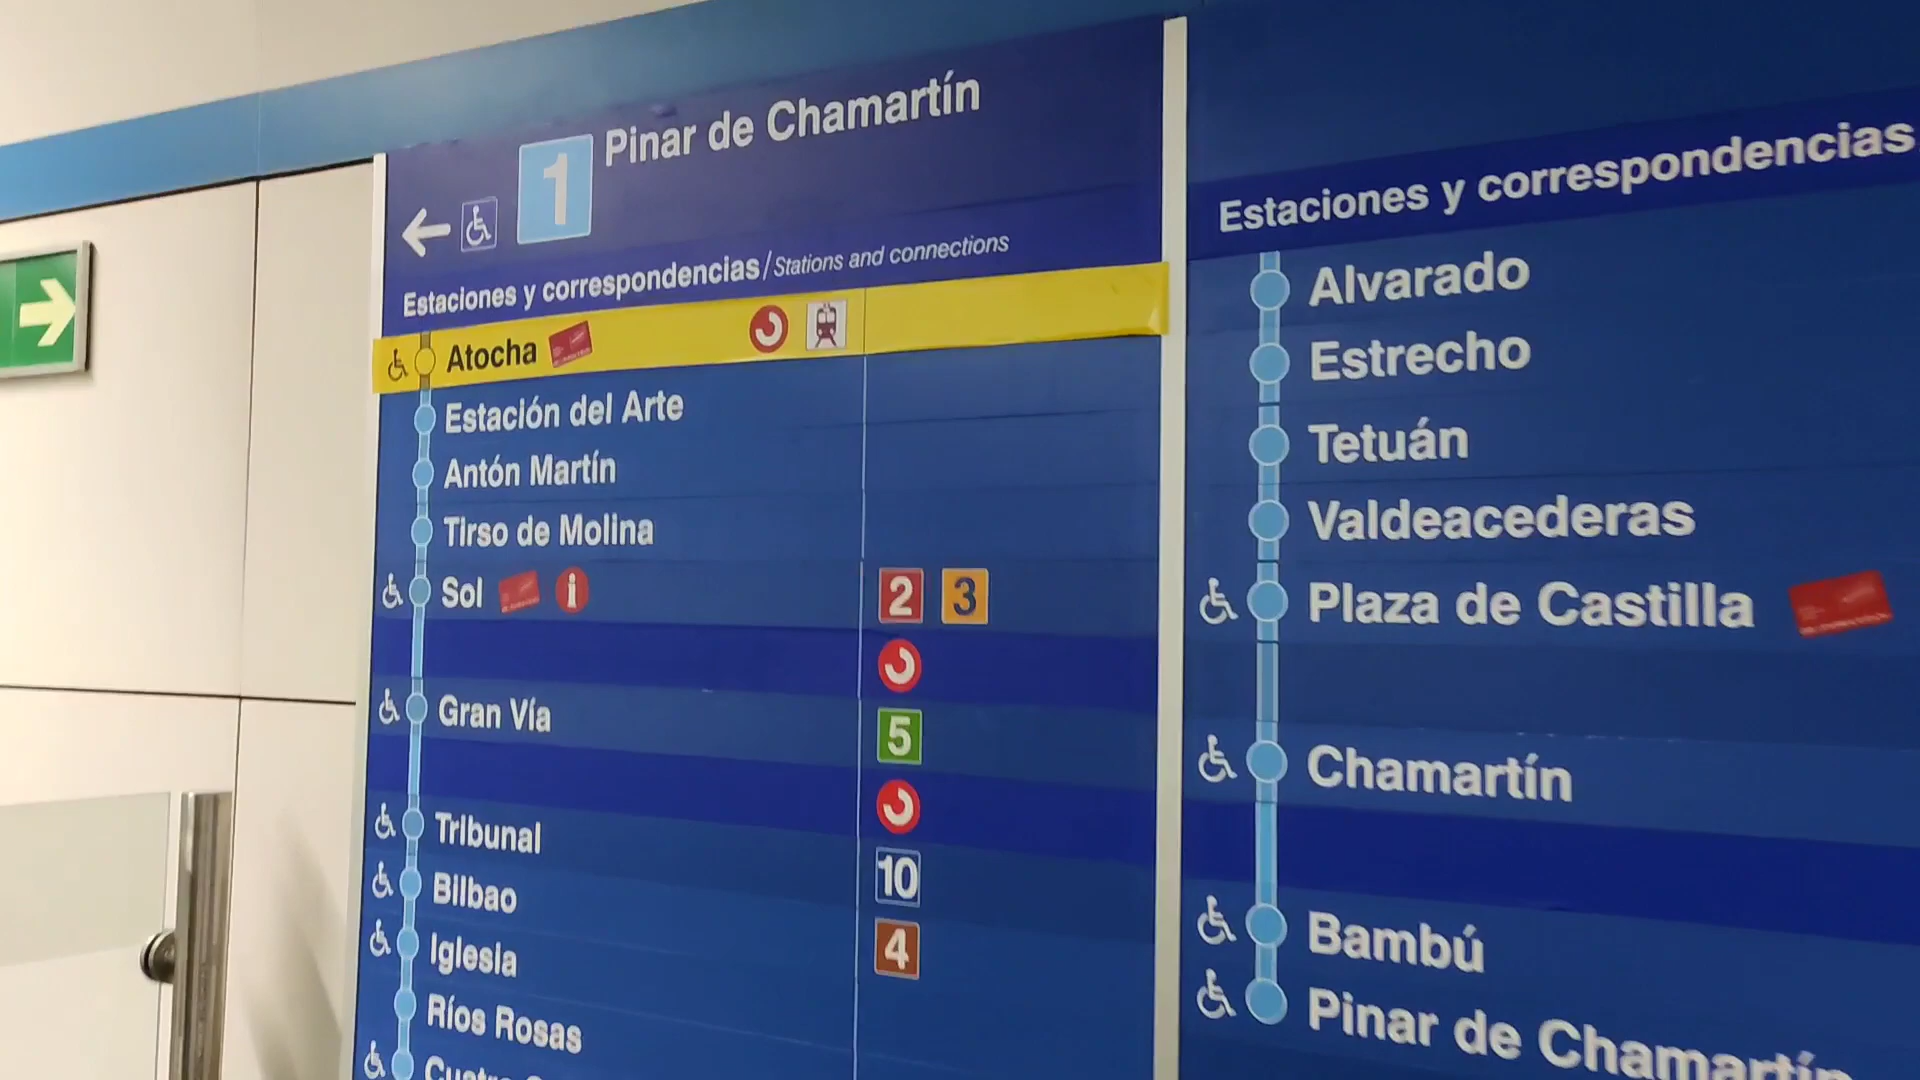 1 Pinar de Chamartín
Estaciones y correspondencias/Stations and connections
Atocha
Estación del Arte
Antón Martín
Tirso de Molina
Sol i 2 3
Gran Vía 5
Tribunal 10
Bilbao 4
Iglesia
Ríos Rosas
Estaciones y correspondencias
Alvarado
Estrecho
Tetuán
Valdeacederas
Plaza de Castilla
Chamartín
Bambú
Pinar de Chamartín